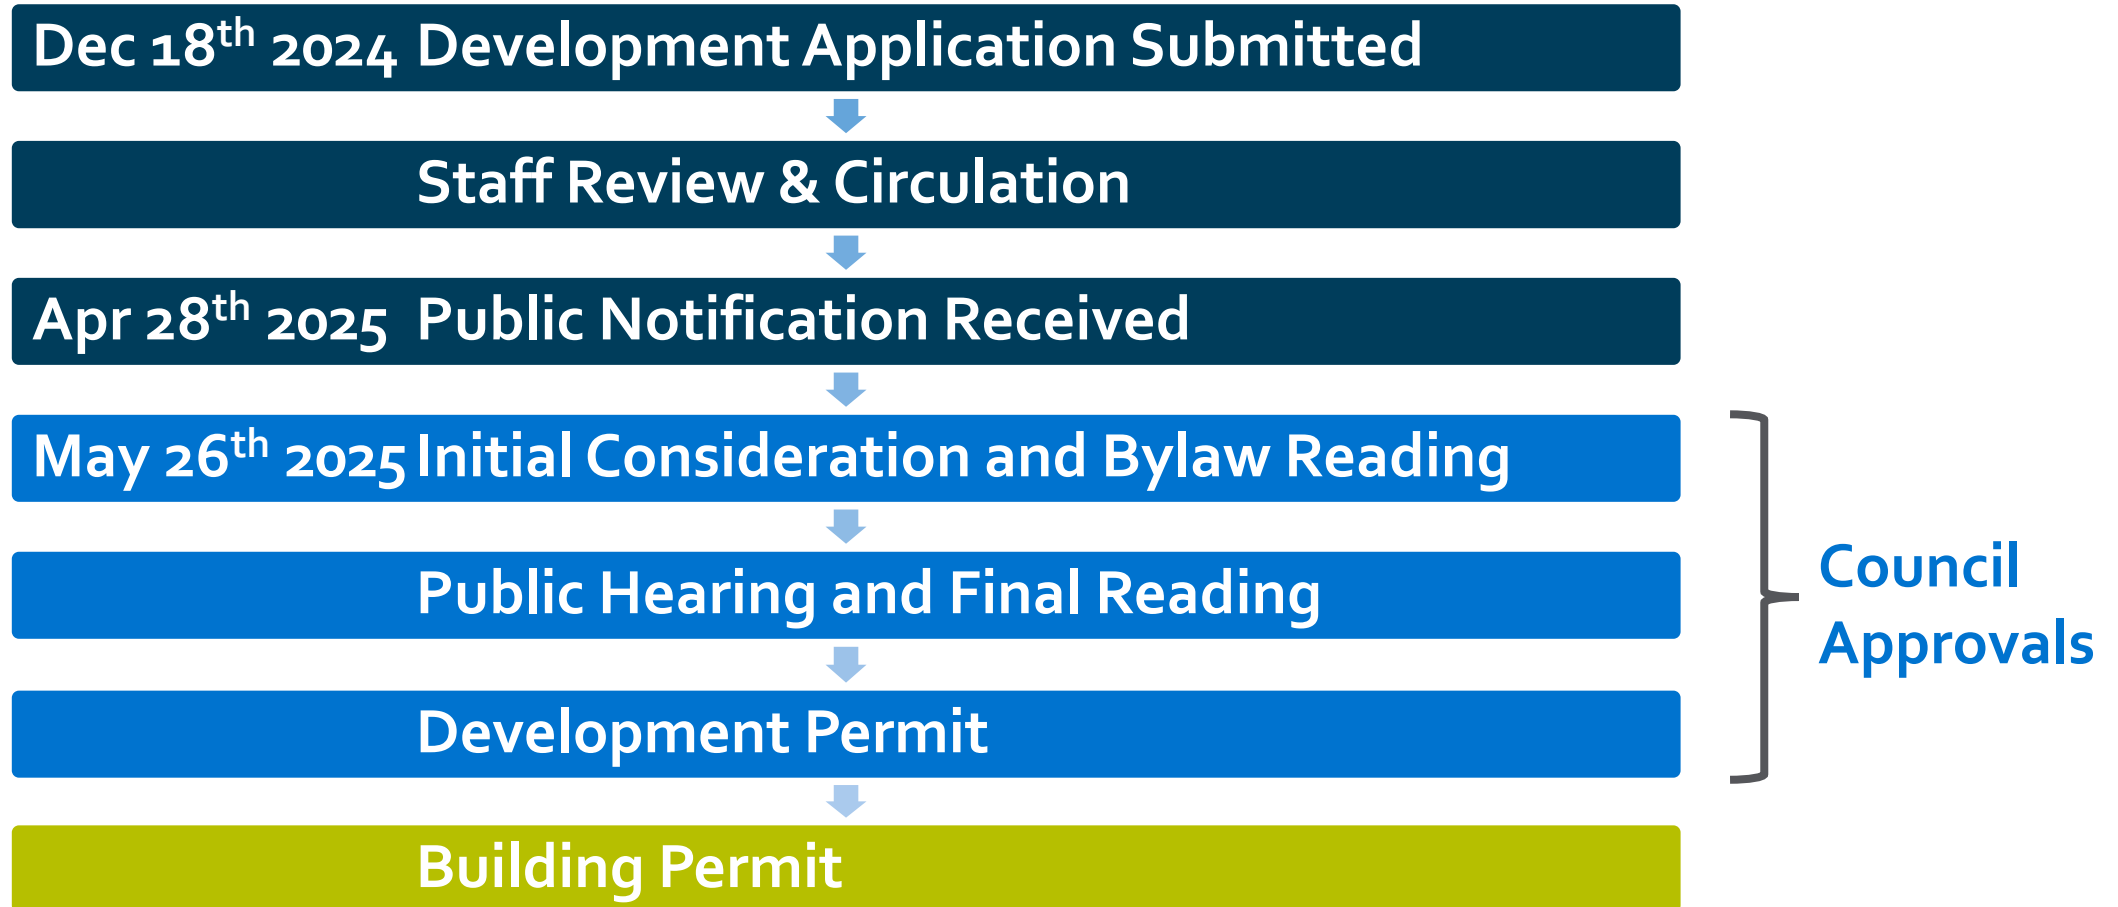 Dec 18th 2024 Development Application Submitted
Staff Review & Circulation
Apr 28th 2025 Public Notification Received
May 26th 2025 Initial Consideration and Bylaw Reading
Public Hearing and Final Reading
Development Permit
Building Permit
Council
Approvals